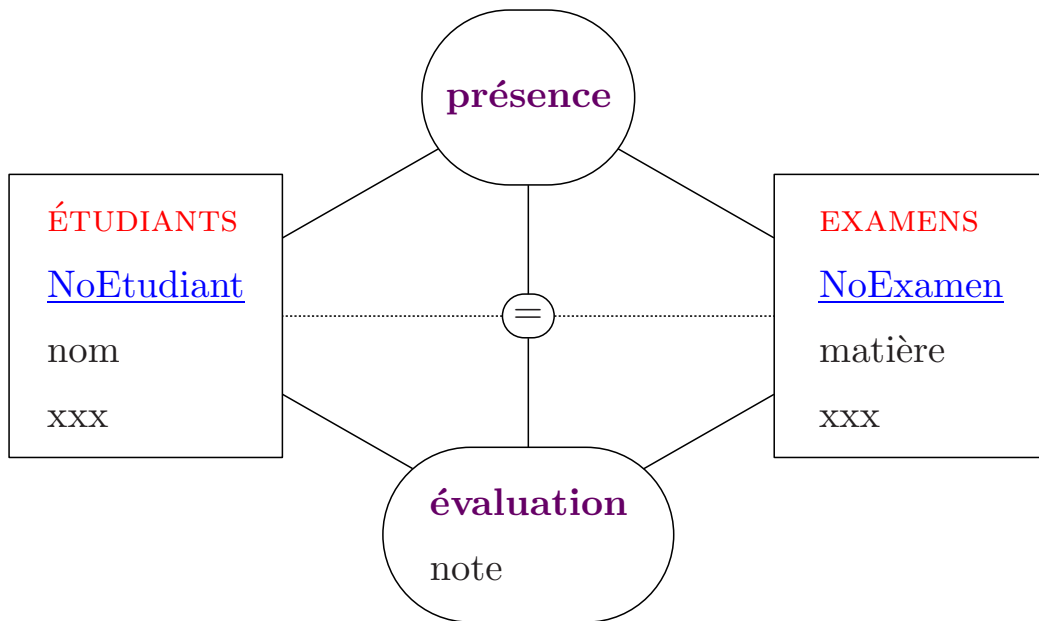 présence
ÉTUDIANTS
NoEtudiant
nom
xxx
=
EXAMENS
NoExamen
matière
xxx
évaluation
note